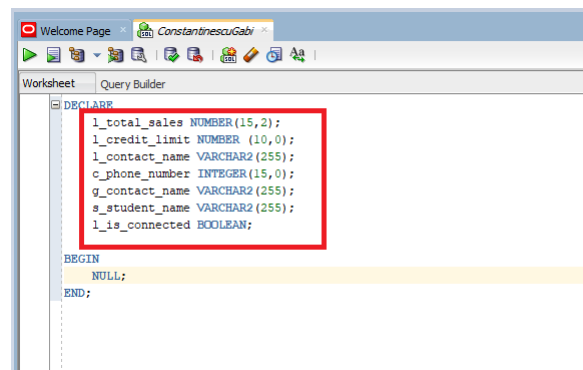 Welcome Page
ConstantinescuGabi
Worksheet
Query Builder
DECLARE
l_total_sales NUMBER(15,2);
l_credit_limit NUMBER (10,0);
l_contact_name VARCHAR2(255);
c_phone_number INTEGER(15,0);
g_contact_name VARCHAR2(255);
s_student_name VARCHAR2(255);
l_is_connected BOOLEAN;
BEGIN
NULL;
END;